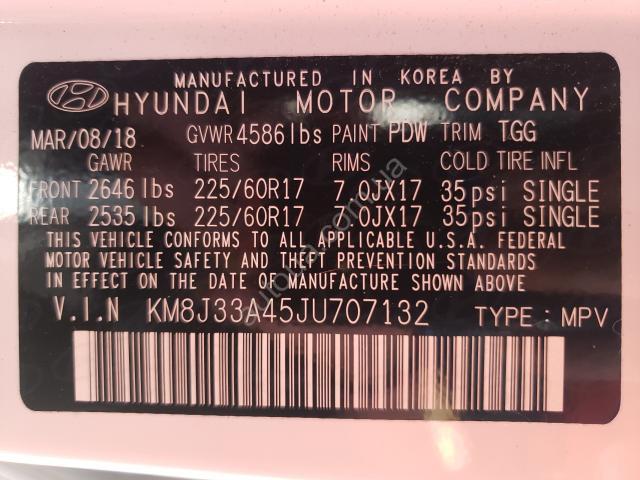 MANUFACTURED IN KOREA BY
HYUNDAI MOTOR COMPANY
MAR/08/18 GVWR 4586 lbs PAINT PDW TRIM TGG
GAWR TIRES RIMS COLD TIRE INFL
FRONT 2646 lbs 225/60R17 7.0JX17 35psi SINGLE
REAR 2535 lbs 225/60R17 7.0JX17 35psi SINGLE
THIS VEHICLE CONFORMS TO ALL APPLICABLE U.S.A. FEDERAL
MOTOR VEHICLE SAFETY AND THEFT PREVENTION STANDARDS
IN EFFECT ON THE DATE OF MANUFACTURE SHOWN ABOVE
V.I.N KM8J33A45JU707132 TYPE: MPV